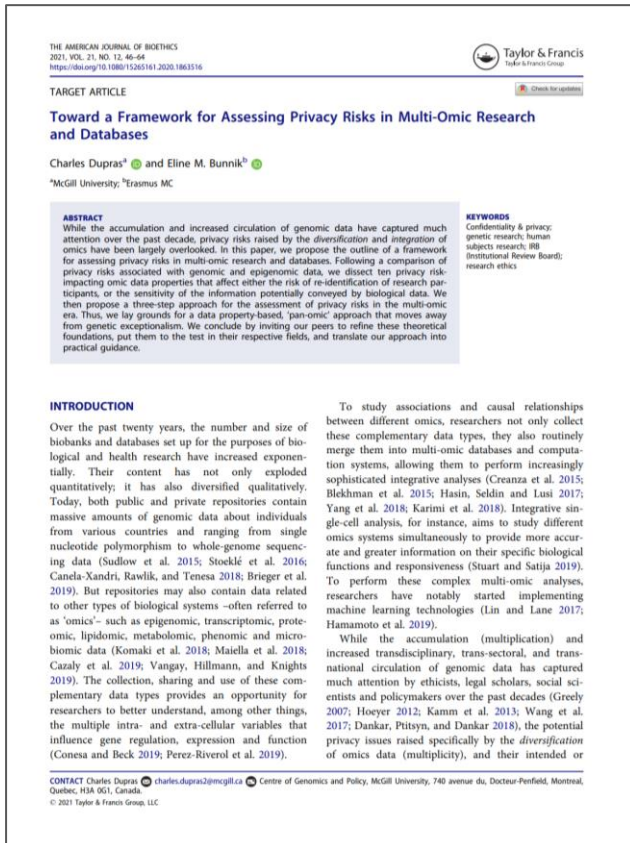 THE AMERICAN JOURNAL OF BIOETHICS
2021, VOL. 21, NO. 12, 46–64
https://doi.org/10.1080/15265161.2020.1863516
Taylor & Francis
Taylor & Francis Group
TARGET ARTICLE
Check for updates
Toward a Framework for Assessing Privacy Risks in Multi-Omic Research
and Databases
Charles Dupras^a and Eline M. Bunnik^b
^aMcGill University; ^bErasmus MC
ABSTRACT
While the accumulation and increased circulation of genomic data have captured much
attention over the past decade, privacy risks raised by the diversification and integration of
omics have been largely overlooked. In this paper, we propose the outline of a framework
for assessing privacy risks in multi-omic research and databases. Following a comparison of
privacy risks associated with genomic and epigenomic data, we dissect ten privacy risk-
impacting omic data properties that affect either the risk of re-identification of research par-
ticipants, or the sensitivity of the information potentially conveyed by biological data. We
then propose a three-step approach for the assessment of privacy risks in the multi-omic
era. Thus, we lay grounds for a data property-based, 'pan-omic' approach that moves away
from genetic exceptionalism. We conclude by inviting our peers to refine these theoretical
foundations, put them to the test in their respective fields, and translate our approach into
practical guidance.
KEYWORDS
Confidentiality & privacy;
genetic research; human
subjects research; IRB
(Institutional Review Board);
research ethics
INTRODUCTION
Over the past twenty years, the number and size of
biobanks and databases set up for the purposes of bio-
logical and health research have increased exponen-
tially. Their content has not only exploded
quantitatively; it has also diversified qualitatively.
Today, both public and private repositories contain
massive amounts of genomic data about individuals
from various countries and ranging from single
nucleotide polymorphism to whole-genome sequenc-
ing data (Sudlow et al. 2015; Stoeklé et al. 2016;
Canela-Xandri, Rawlik, and Tenesa 2018; Brieger et al.
2019). But repositories may also contain data related
to other types of biological systems –often referred to
as 'omics'– such as epigenomic, transcriptomic, prote-
omic, lipidomic, metabolomic, phenomic and micro-
biomic data (Komaki et al. 2018; Maiella et al. 2018;
Cazaly et al. 2019; Vangay, Hillmann, and Knights
2019). The collection, sharing and use of these com-
plementary data types provides an opportunity for
researchers to better understand, among other things,
the multiple intra- and extra-cellular variables that
influence gene regulation, expression and function
(Conesa and Beck 2019; Perez-Riverol et al. 2019).
To study associations and causal relationships
between different omics, researchers not only collect
these complementary data types, they also routinely
merge them into multi-omic databases and computa-
tion systems, allowing them to perform increasingly
sophisticated integrative analyses (Creanza et al. 2015;
Blekhman et al. 2015; Hasin, Seldin and Lusi 2017;
Yang et al. 2018; Karimi et al. 2018). Integrative sin-
gle-cell analysis, for instance, aims to study different
omics systems simultaneously to provide more accur-
ate and greater information on their specific biological
functions and responsiveness (Stuart and Satija 2019).
To perform these complex multi-omic analyses,
researchers have notably started implementing
machine learning technologies (Lin and Lane 2017;
Hamamoto et al. 2019).
While the accumulation (multiplication) and
increased transdisciplinary, trans-sectoral, and trans-
national circulation of genomic data has captured
much attention by ethicists, legal scholars, social sci-
entists and policymakers over the past decades (Greely
2007; Hoeyer 2012; Kamm et al. 2013; Wang et al.
2017; Dankar, Ptitsyn, and Dankar 2018), the potential
privacy issues raised specifically by the diversification
of omics data (multiplicity), and their intended or
CONTACT Charles Dupras charles.dupras2@mcgill.ca Centre of Genomics and Policy, McGill University, 740 avenue du, Docteur-Penfield, Montreal,
Quebec, H3A 0G1, Canada.
© 2021 Taylor & Francis Group, LLC